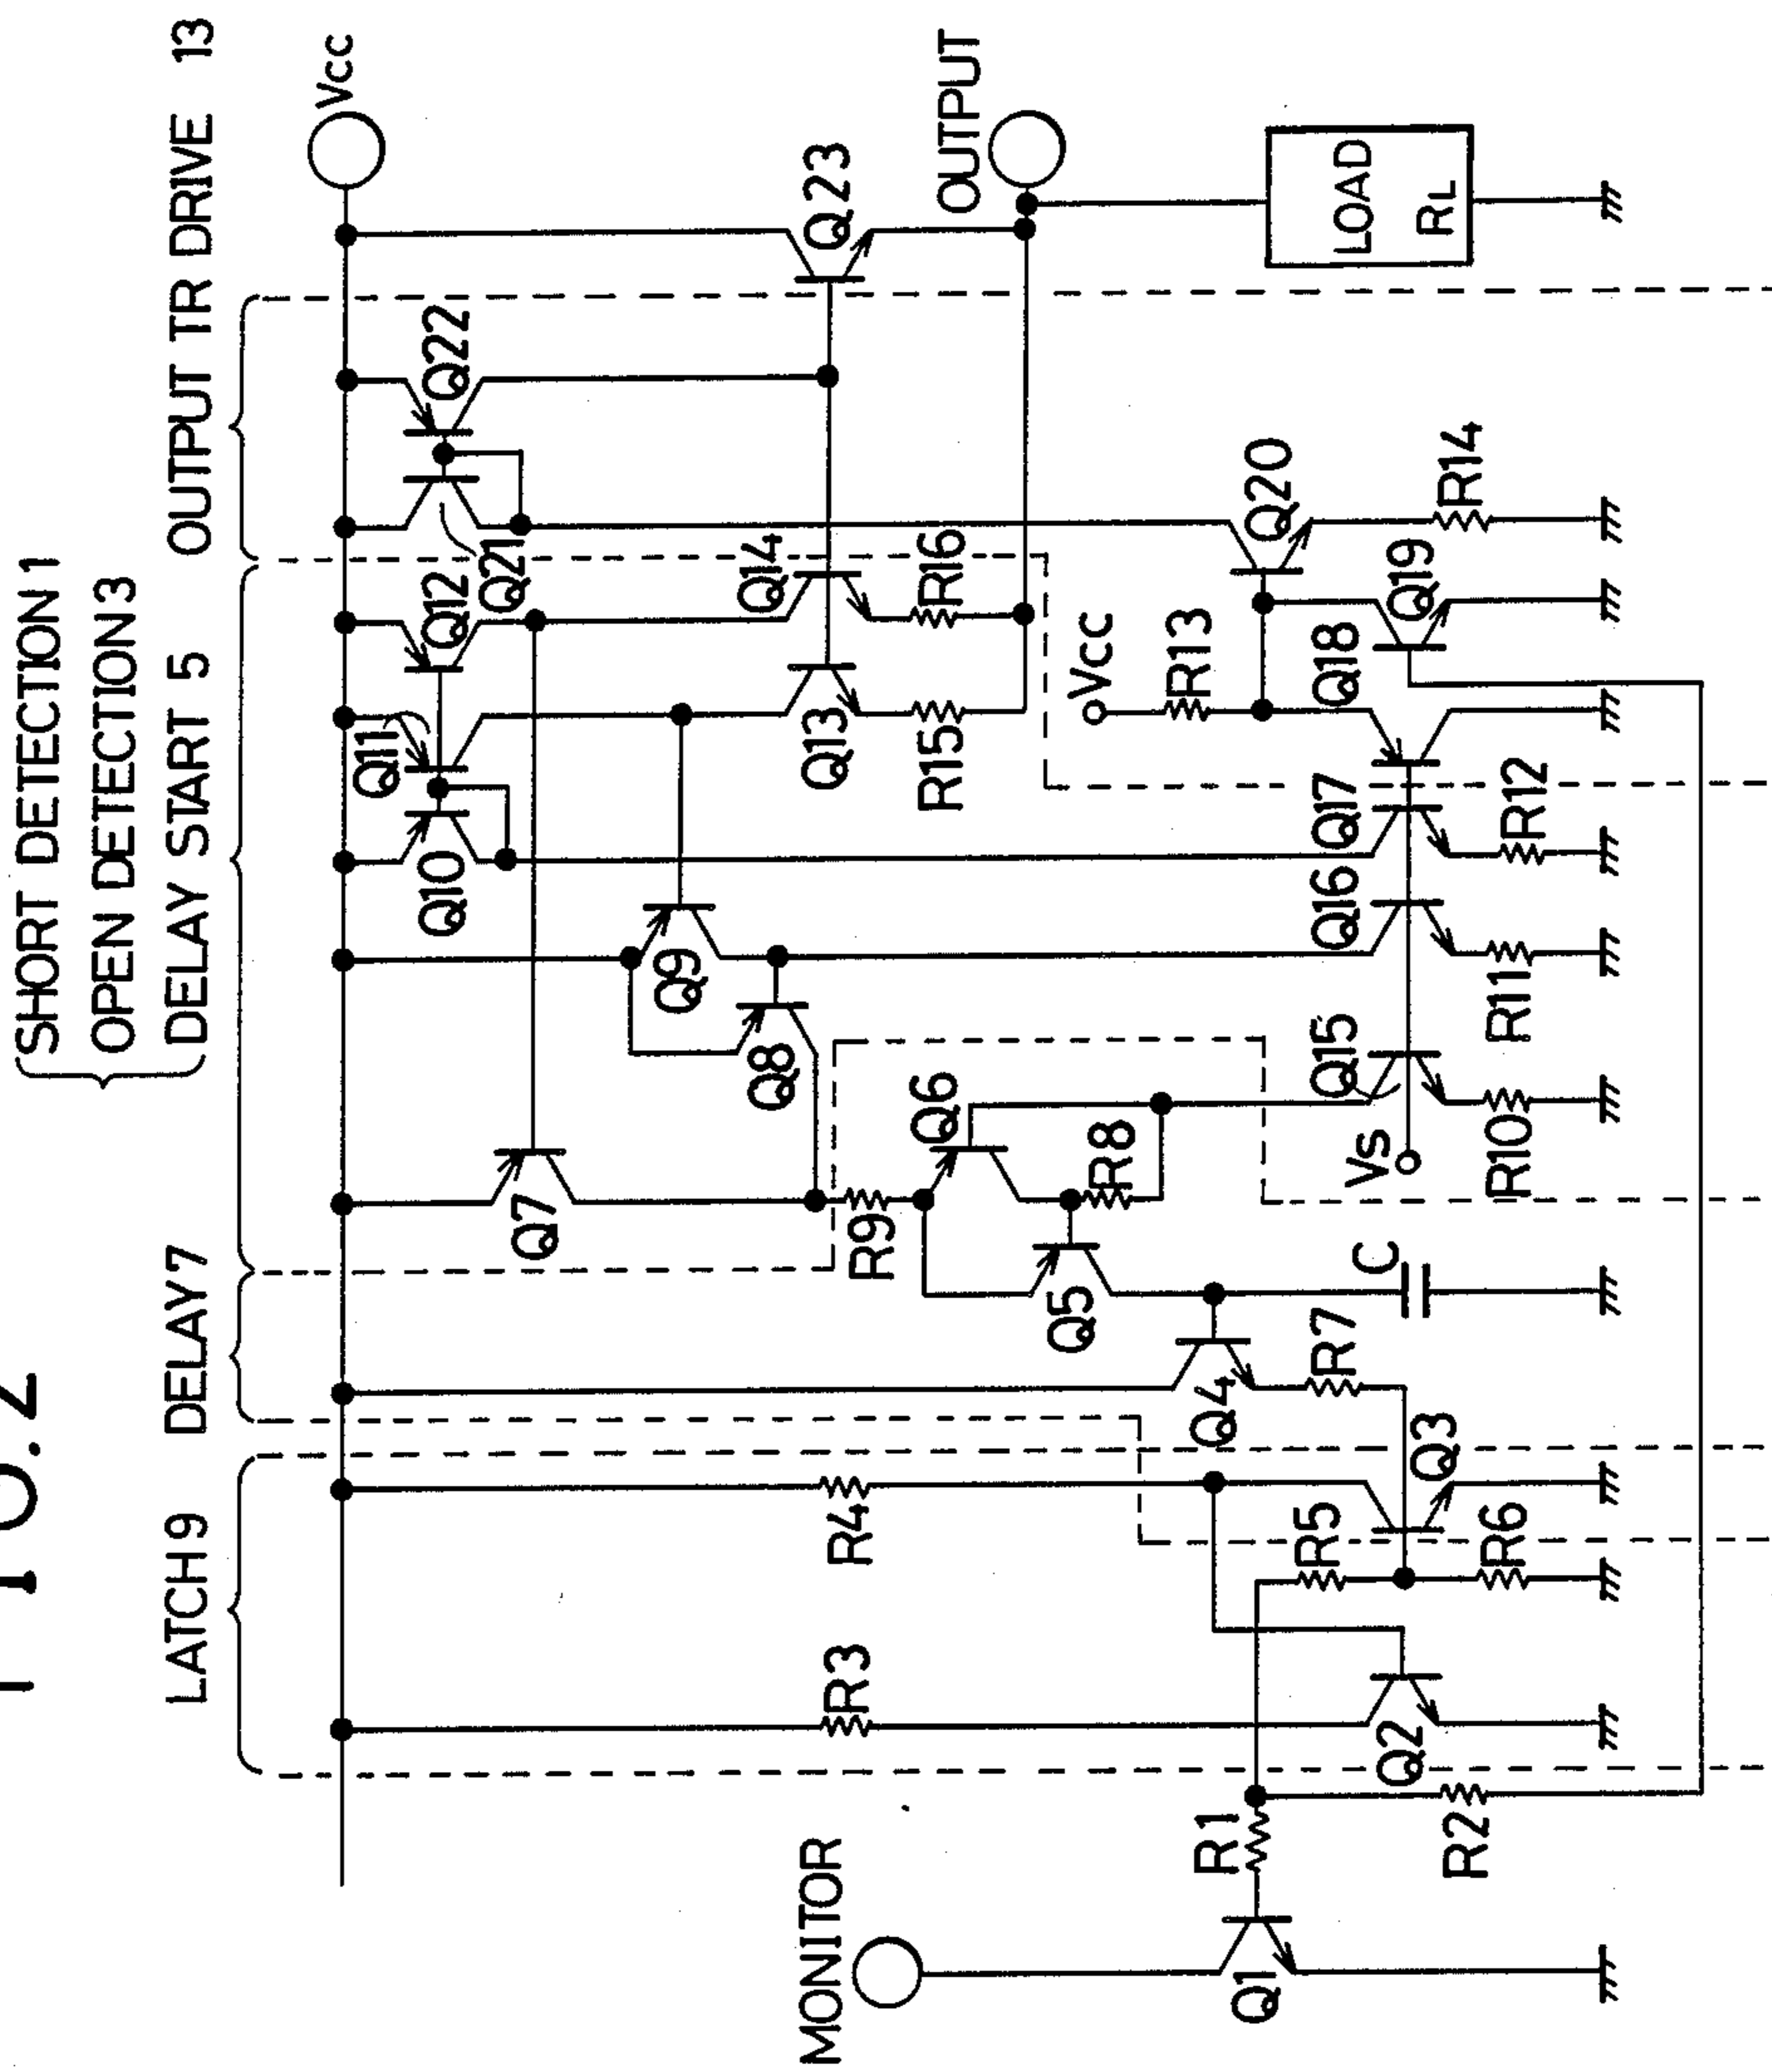 FIG. 2
SHORT DETECTION 1
OPEN DETECTION 3
DELAY START 5
LATCH 9
DELAY 7
OUTPUT TR DRIVE 13
Vcc
Q7
Q10
Q11
Q12
Q21
Q22
Q9
Q8
R3
R4
R9
Q6
Q13
Q14
R15
R16
Q23
OUTPUT
MONITOR
Q1
R1
R2
Q2
R5
R6
Q3
Q4
R7
Q5
C
R8
Vs
Q15
R10
Q16
R11
Q17
R12
Vcc
R13
Q18
Q19
Q20
R14
LOAD
RL